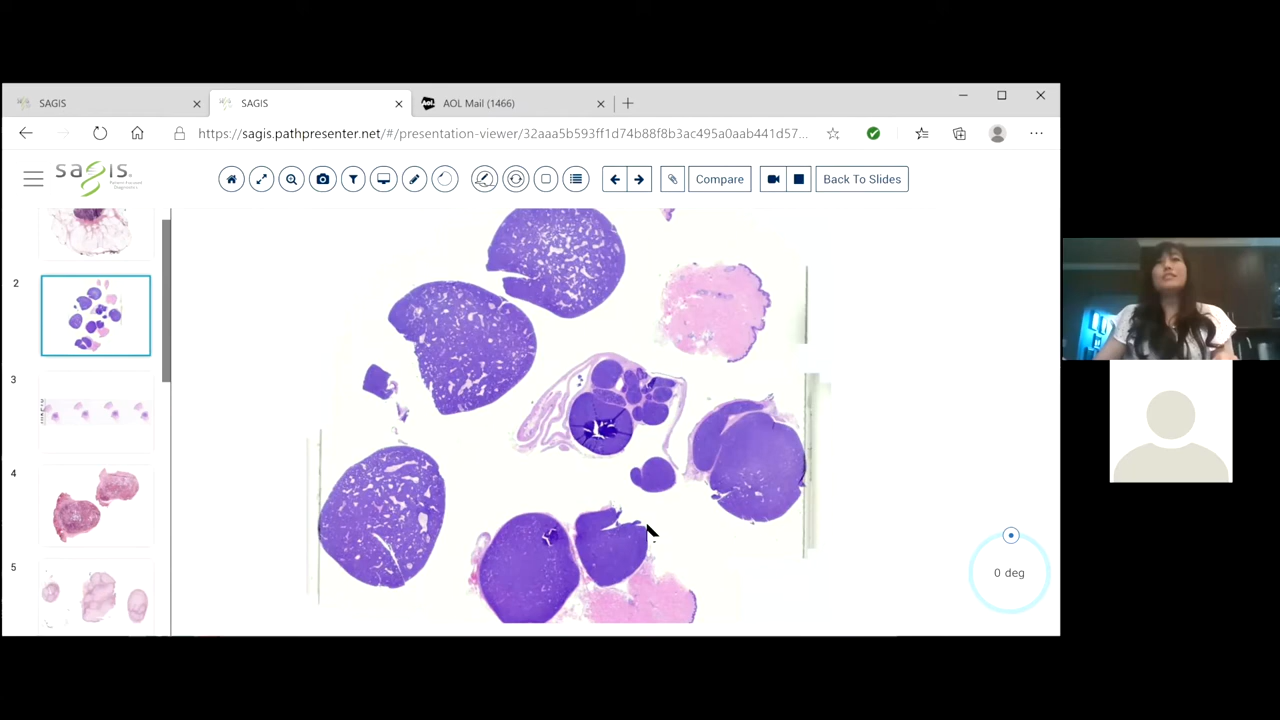 SAGIS
SAGIS
AOL Mail (1466)
https://sagis.pathpresenter.net/#/presentation-viewer/32aaa5b593ff1d74b88f8b3ac495a0aab441d57...
sagis
Compare
Back To Slides
2
3
4
5
0 deg